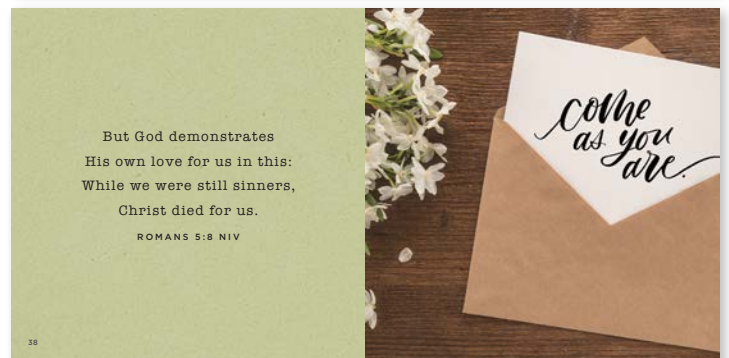 But God demonstrates
His own love for us in this:
While we were still sinners,
Christ died for us.
ROMANS 5:8 NIV
38
come
as you
are.